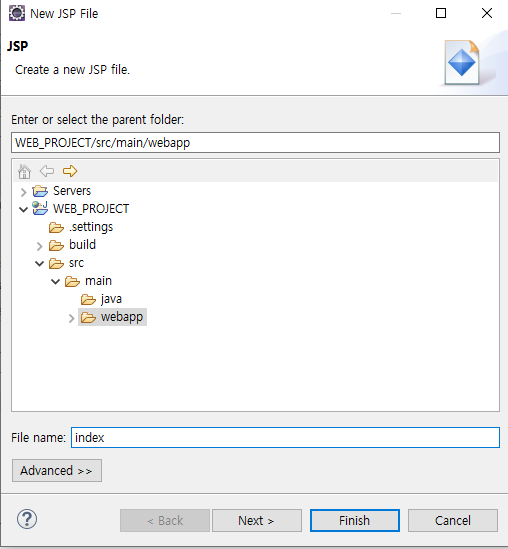 New JSP File
JSP
Create a new JSP file.
Enter or select the parent folder:
WEB_PROJECT/src/main/webapp
Servers
WEB_PROJECT
.settings
build
src
main
java
webapp
File name: index
Advanced >>
? < Back Next > Finish Cancel